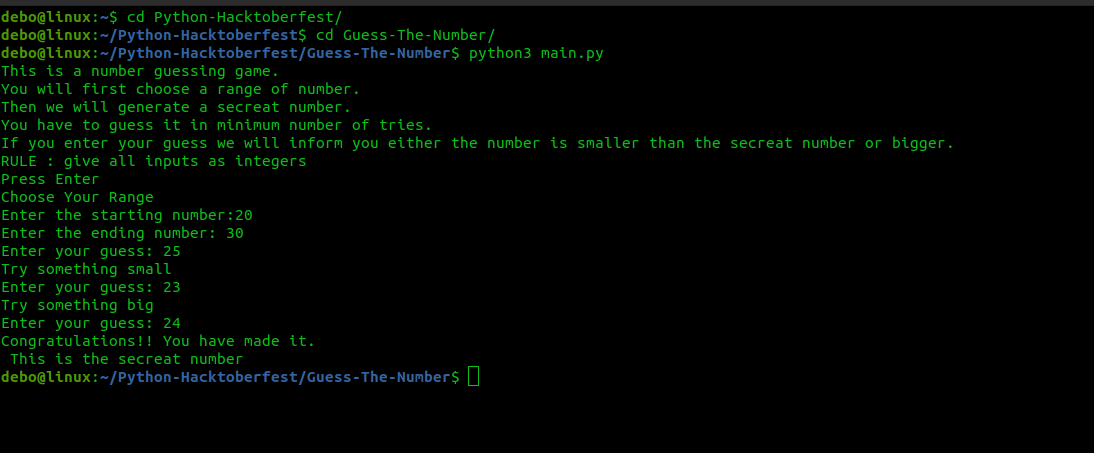 debo@linux:~$ cd Python-Hacktoberfest/
debo@linux:~/Python-Hacktoberfest$ cd Guess-The-Number/
debo@linux:~/Python-Hacktoberfest/Guess-The-Number$ python3 main.py
This is a number guessing game.
You will first choose a range of number.
Then we will generate a secreat number.
You have to guess it in minimum number of tries.
If you enter your guess we will inform you either the number is smaller than the secreat number or bigger.
RULE : give all inputs as integers
Press Enter
Choose Your Range
Enter the starting number:20
Enter the ending number: 30
Enter your guess: 25
Try something small
Enter your guess: 23
Try something big
Enter your guess: 24
Congratulations!! You have made it.
 This is the secreat number
debo@linux:~/Python-Hacktoberfest/Guess-The-Number$